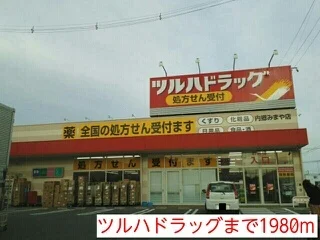 ツルハドラッグ
処方せん受付
薬 全国の処方せん受付ます
くすり 化粧品 内郷みまや店
日用品 食品・酒
処方せん 受付ます
入口
ツルハドラッグまで1980m